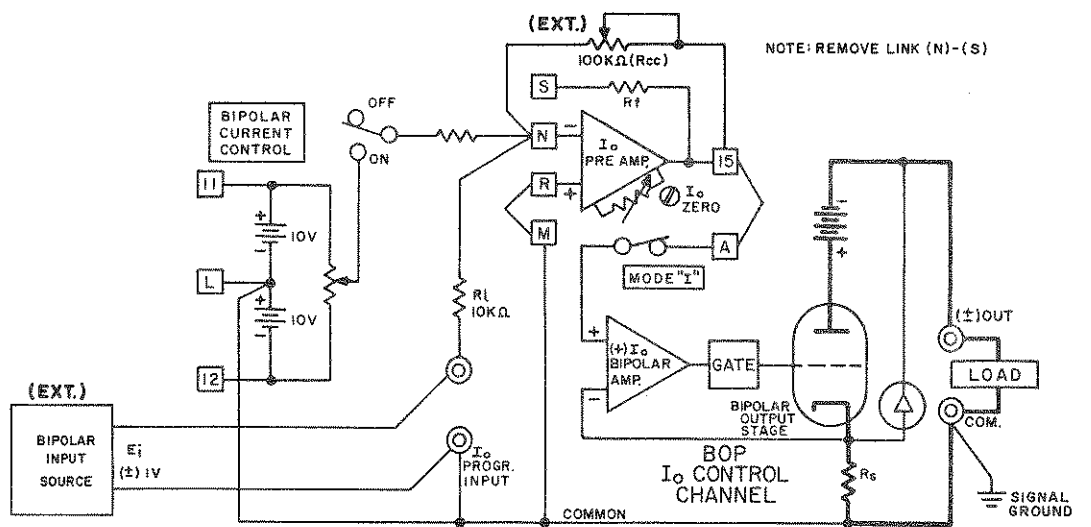 (EXT.)
100KΩ(Rcc)
NOTE: REMOVE LINK (N)-(S)
S
Rf
BIPOLAR
CURRENT
CONTROL
OFF
ON
N
−
Io
PRE AMP.
15
R
+
Io
ZERO
M
A
MODE "I"
11
+
10V
−
L
+
10V
−
12
Ri
10KΩ
−
+
(±)OUT
LOAD
COM.
+
(+)Io
BIPOLAR
AMP.
−
GATE
BIPOLAR
OUTPUT
STAGE
(EXT.)
BIPOLAR
INPUT
SOURCE
Ei
(±) 1V
Io
PROGR.
INPUT
BOP
Io CONTROL
CHANNEL
Rs
COMMON
SIGNAL
GROUND